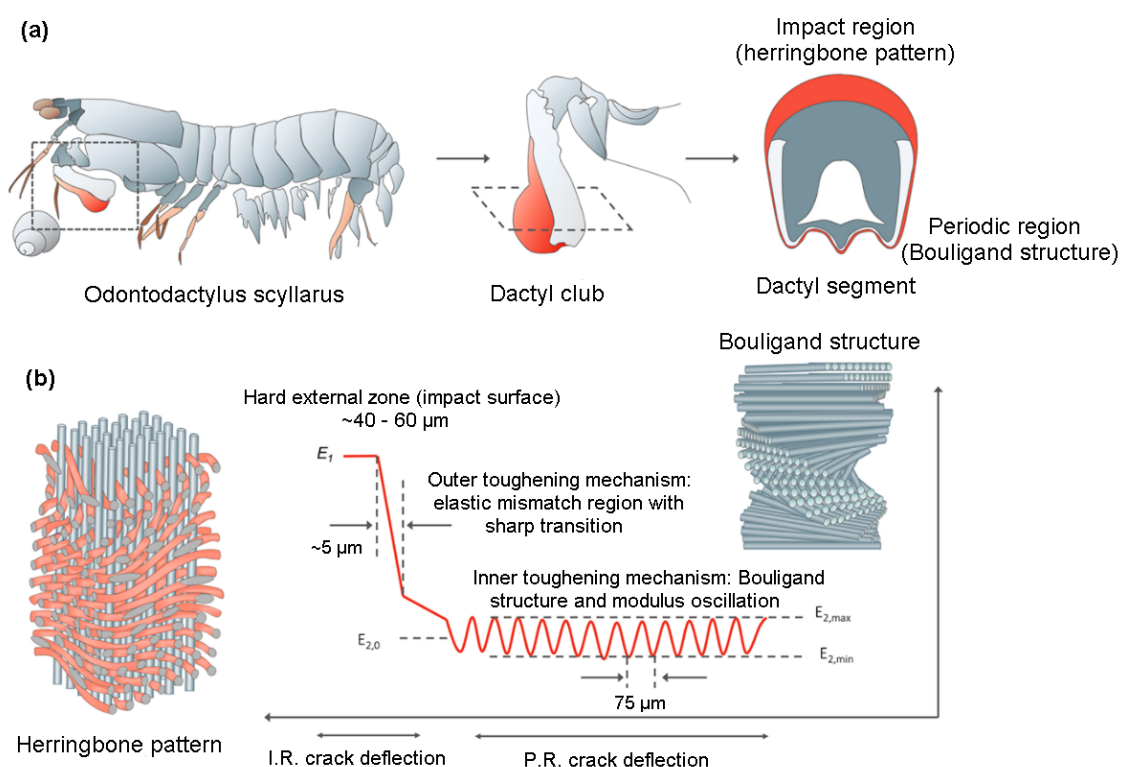 (a)
Impact region
(herringbone pattern)
Periodic region
(Bouligand structure)
Odontodactylus scyllarus
Dactyl club
Dactyl segment
(b)
Bouligand structure
Hard external zone (impact surface)
~40 - 60 µm
E1
Outer toughening mechanism:
elastic mismatch region with
sharp transition
~5 µm
Inner toughening mechanism: Bouligand
structure and modulus oscillation
E2,max
E2,0
E2,min
75 µm
Herringbone pattern
I.R. crack deflection
P.R. crack deflection